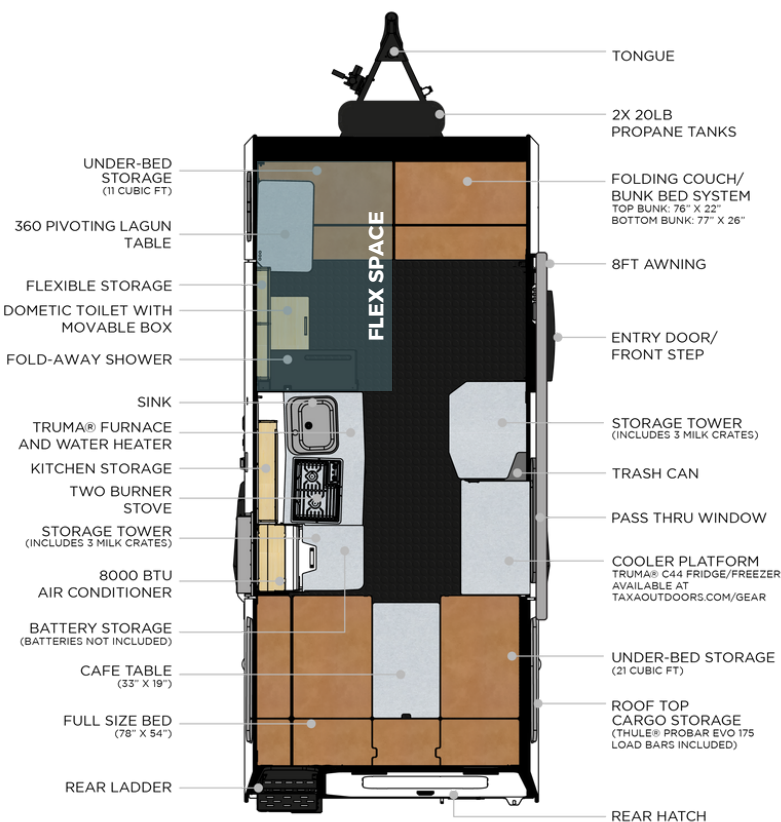 TONGUE
2X 20LB
PROPANE TANKS
UNDER-BED
STORAGE
(11 CUBIC FT)
FOLDING COUCH/
BUNK BED SYSTEM
TOP BUNK: 76” X 22”
BOTTOM BUNK: 77” X 26”
360 PIVOTING LAGUN
TABLE
FLEX SPACE
8FT AWNING
FLEXIBLE STORAGE
DOMETIC TOILET WITH
MOVABLE BOX
ENTRY DOOR/
FRONT STEP
FOLD-AWAY SHOWER
SINK
TRUMA® FURNACE
AND WATER HEATER
STORAGE TOWER
(INCLUDES 3 MILK CRATES)
KITCHEN STORAGE
TRASH CAN
TWO BURNER
STOVE
PASS THRU WINDOW
STORAGE TOWER
(INCLUDES 3 MILK CRATES)
COOLER PLATFORM
TRUMA® C44 FRIDGE/FREEZER
AVAILABLE AT
TAXAOUTDOORS.COM/GEAR
8000 BTU
AIR CONDITIONER
BATTERY STORAGE
(BATTERIES NOT INCLUDED)
UNDER-BED STORAGE
(21 CUBIC FT)
CAFE TABLE
(33” X 19”)
ROOF TOP
CARGO STORAGE
(THULE® PROBAR EVO 175
LOAD BARS INCLUDED)
FULL SIZE BED
(78” X 54”)
REAR LADDER
REAR HATCH